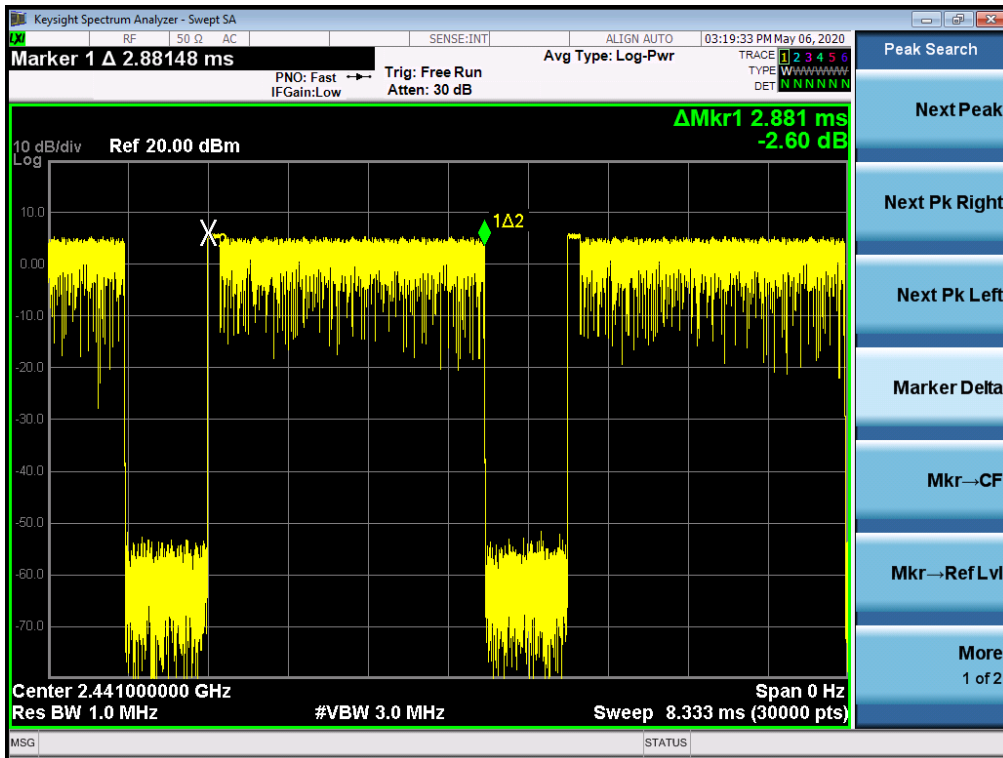 Keysight Spectrum Analyzer - Swept SA
LXI RF 50 Ω AC SENSE:INT ALIGN AUTO 03:19:33 PM May 06, 2020
Marker 1 Δ 2.88148 ms
PNO: Fast
IFGain:Low
Trig: Free Run
Atten: 30 dB
Avg Type: Log-Pwr
TRACE 1 2 3 4 5 6
TYPE WWWWWW
DET N N N N N N
ΔMkr1 2.881 ms
-2.60 dB
10 dB/div
Log
Ref 20.00 dBm
10.0
0.00
-10.0
-20.0
-30.0
-40.0
-50.0
-60.0
-70.0
X
1Δ2
Center 2.441000000 GHz
Span 0 Hz
Res BW 1.0 MHz
#VBW 3.0 MHz
Sweep 8.333 ms (30000 pts)
MSG
STATUS
Peak Search
Next Peak
Next Pk Right
Next Pk Left
Marker Delta
Mkr→CF
Mkr→Ref Lvl
More
1 of 2